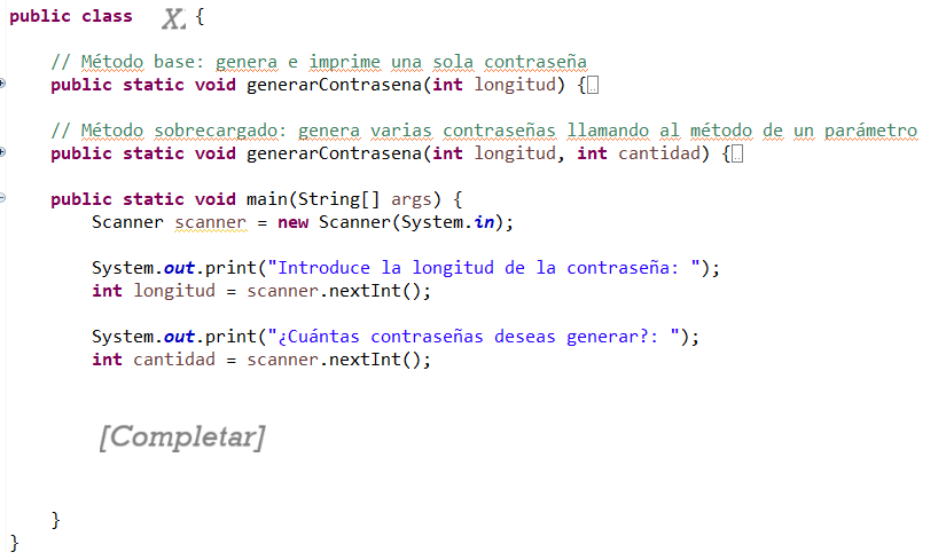 public class X. {
// Método base: genera e imprime una sola contraseña
public static void generarContrasena(int longitud) {
// Método sobrecargado: genera varias contraseñas llamando al método de un parámetro
public static void generarContrasena(int longitud, int cantidad) {
public static void main(String[] args) {
Scanner scanner = new Scanner(System.in);
System.out.print("Introduce la longitud de la contraseña: ");
int longitud = scanner.nextInt();
System.out.print("¿Cuántas contraseñas deseas generar?: ");
int cantidad = scanner.nextInt();
[Completar]
}
}